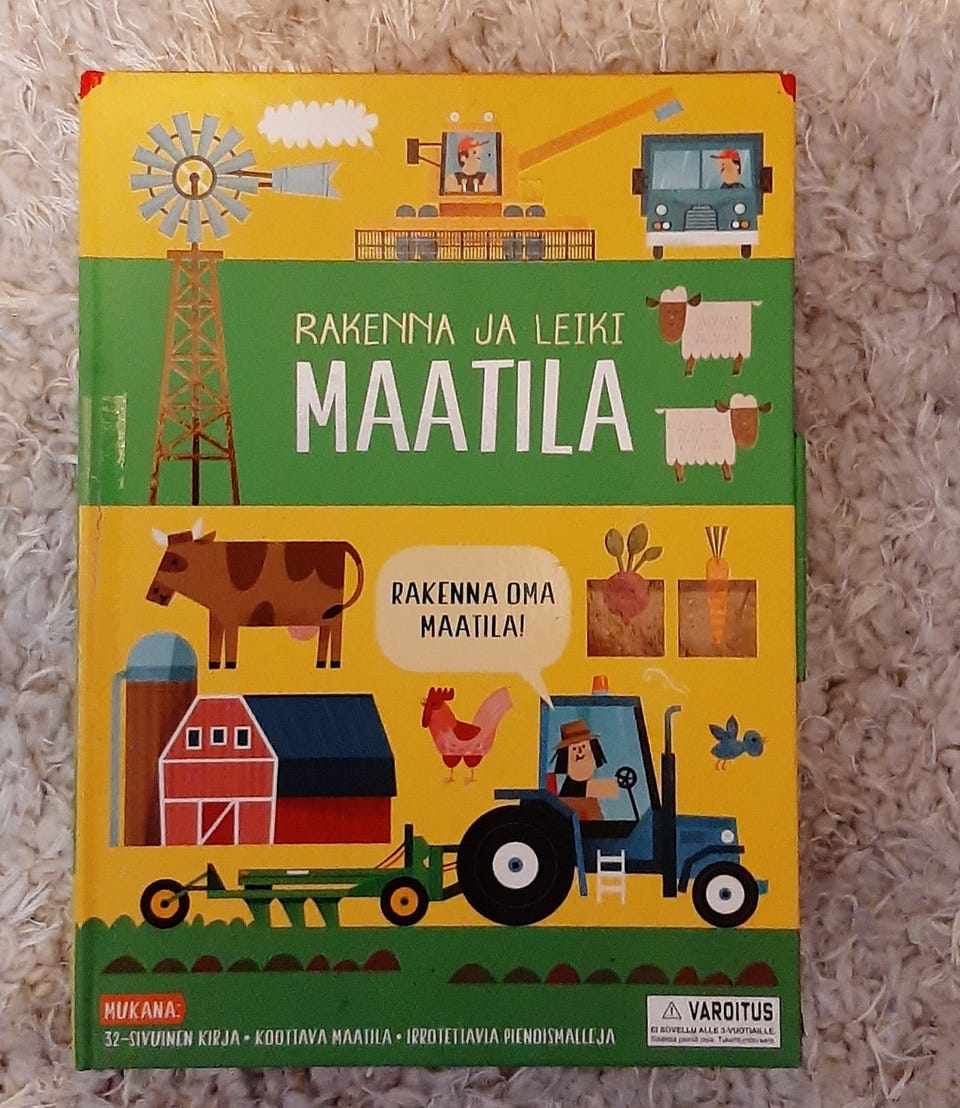 RAKENNA JA LEIKI
MAATILA
RAKENNA OMA
MAATILA!
MUKANA:
32-SIVUINEN KIRJA • KOOTTAVA MAATILA • IRROTETTAVIA PIENOISMALLEJA
VAROITUS
EI SOVELLU ALLE 3-VUOTIAILLE.